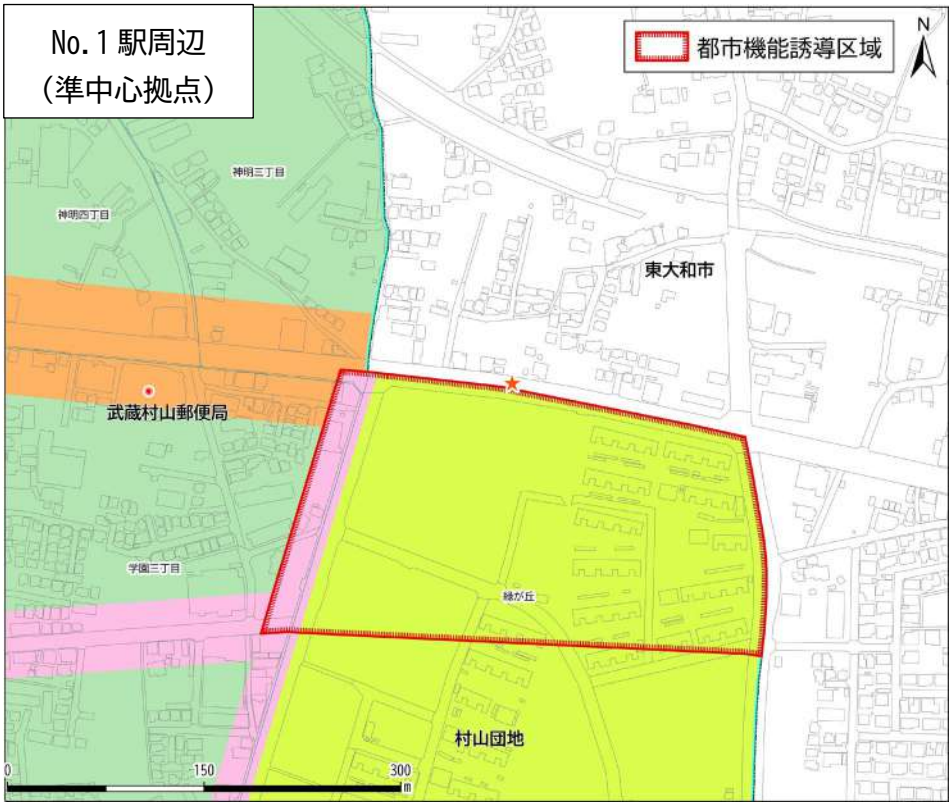 No.1駅周辺
(準中心拠点)
都市機能誘導区域
N
神明三丁目
神明四丁目
東大和市
武蔵村山郵便局
学園三丁目
緑が丘
村山団地
0 150 300
m